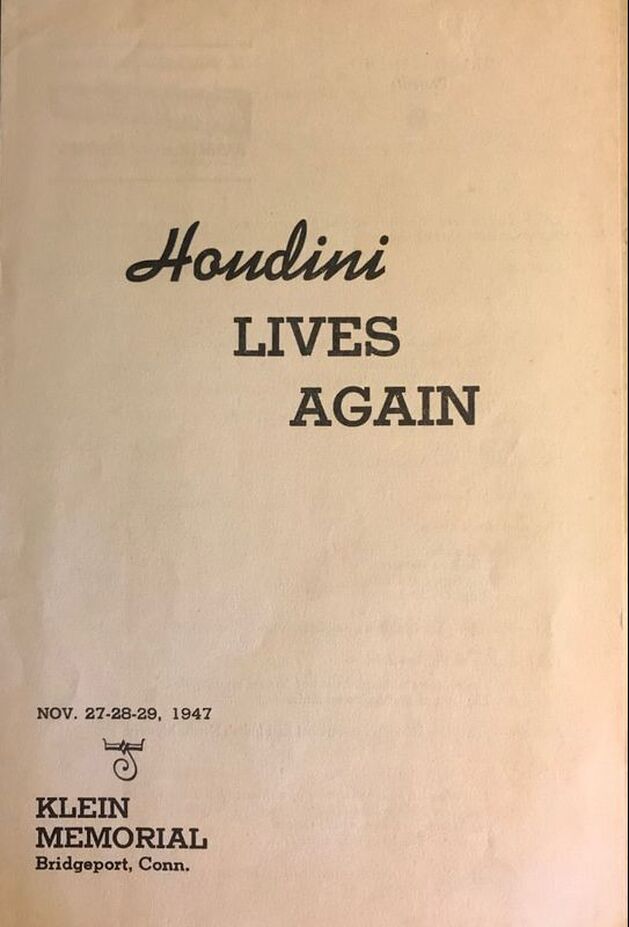 Houdini
LIVES
AGAIN
NOV. 27-28-29, 1947
KLEIN
MEMORIAL
Bridgeport, Conn.